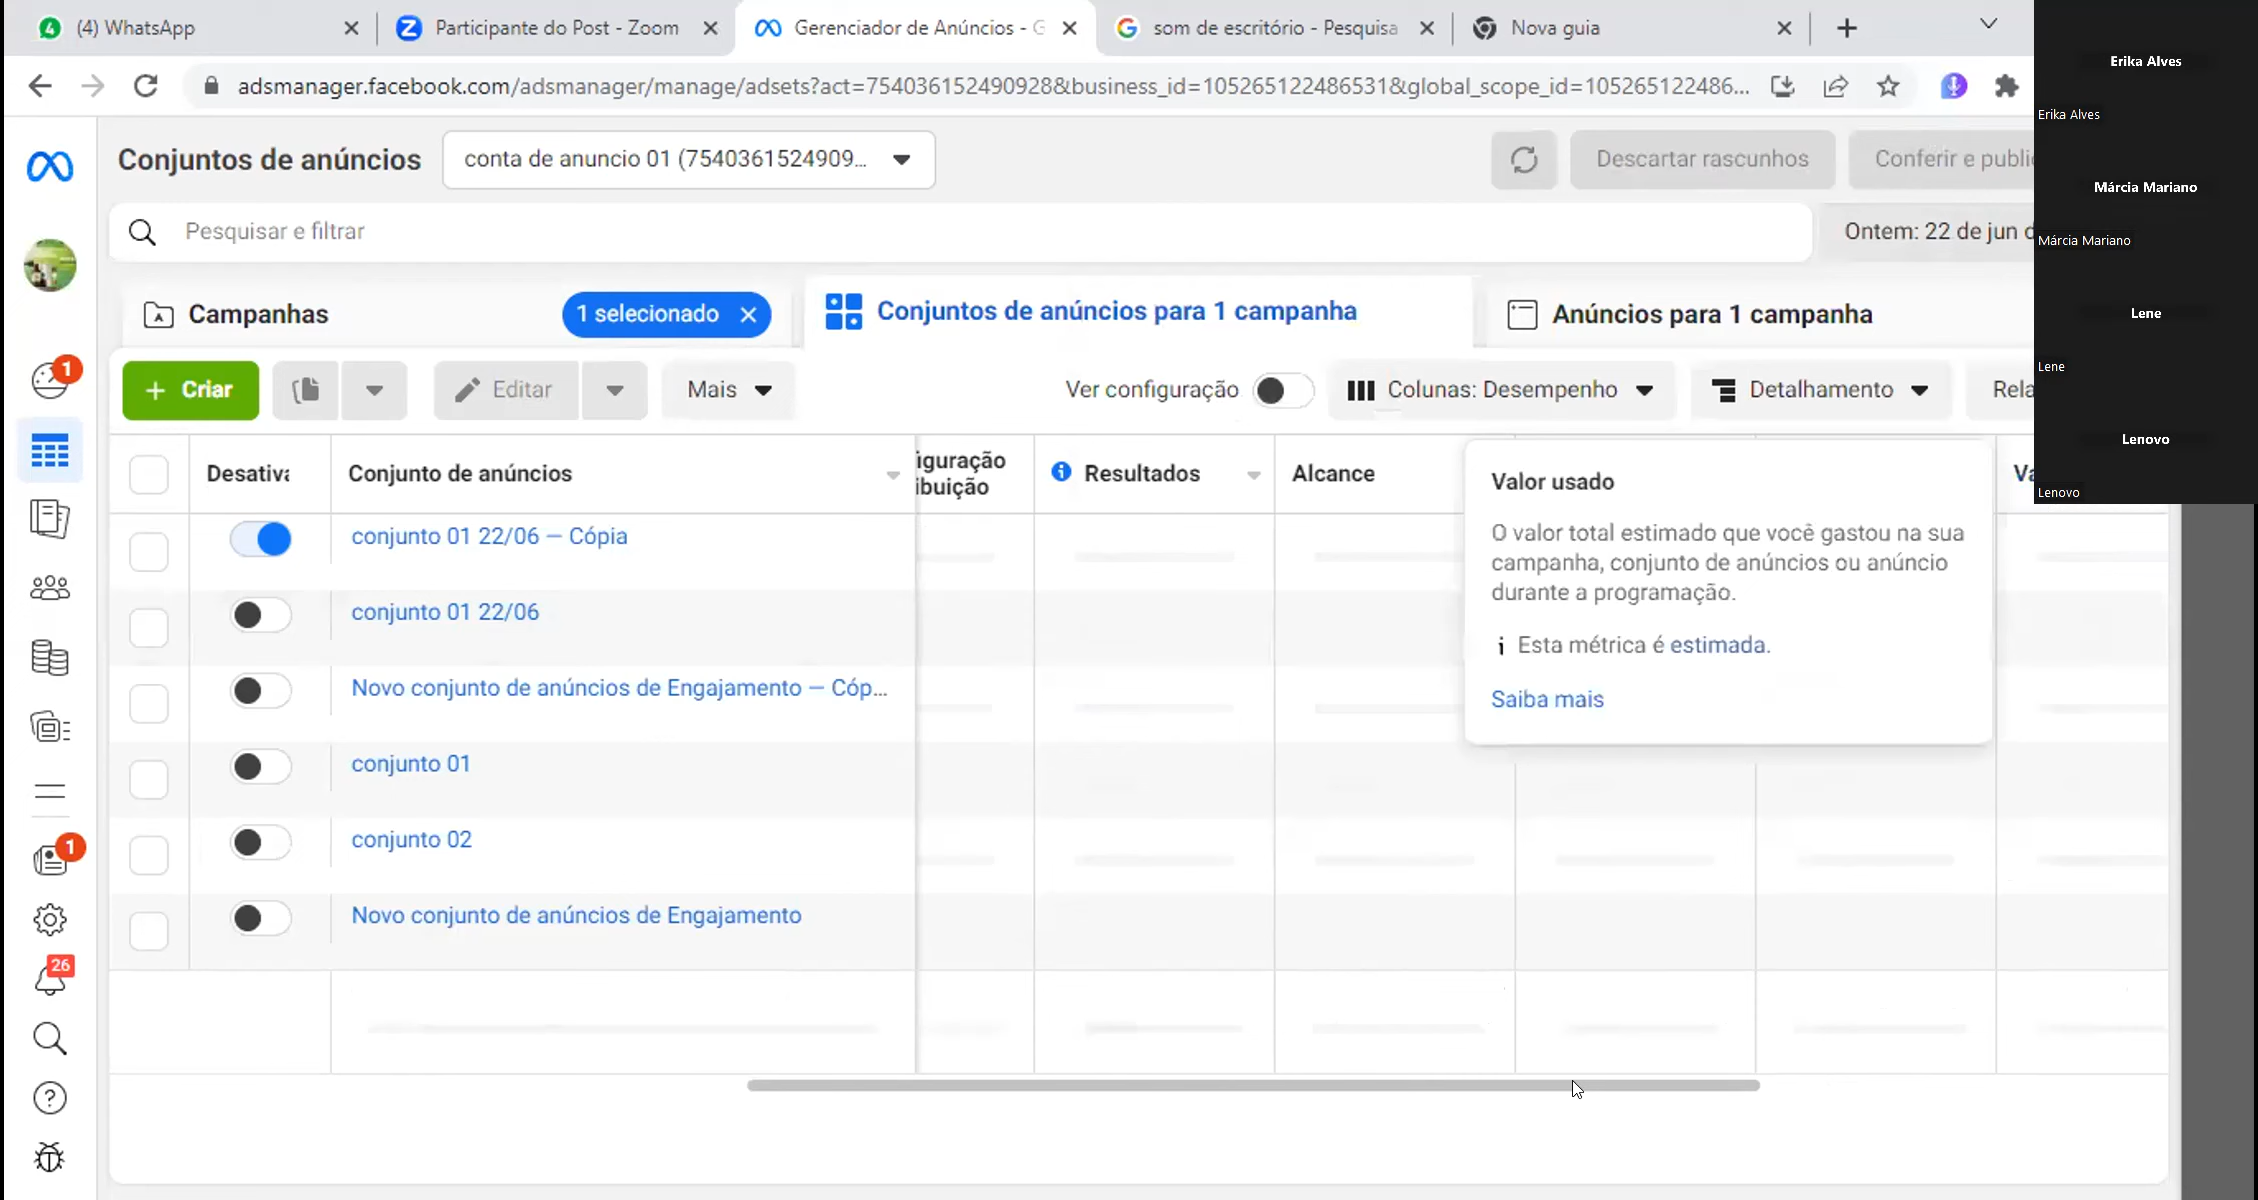 (4) WhatsApp
Participante do Post - Zoom
Gerenciador de Anúncios - G
som de escritório - Pesquisa
Nova guia
adsmanager.facebook.com/adsmanager/manage/adsets?act=754036152490928&business_id=105265122486531&global_scope_id=105265122486...
Erika Alves
Erika Alves
Márcia Mariano
Márcia Mariano
Lene
Lene
Lenovo
Lenovo
Conjuntos de anúncios
conta de anuncio 01 (7540361524909...
Descartar rascunhos
Conferir e public
Pesquisar e filtrar
Ontem: 22 de jun d
Campanhas
1 selecionado
Conjuntos de anúncios para 1 campanha
Anúncios para 1 campanha
+ Criar
Editar
Mais
Ver configuração
Colunas: Desempenho
Detalhamento
Rela
Desativa
Conjunto de anúncios
iguração
ibuição
Resultados
Alcance
Va
conjunto 01 22/06 — Cópia
conjunto 01 22/06
Novo conjunto de anúncios de Engajamento — Cóp...
conjunto 01
conjunto 02
Novo conjunto de anúncios de Engajamento
Valor usado
O valor total estimado que você gastou na sua
campanha, conjunto de anúncios ou anúncio
durante a programação.
Esta métrica é estimada.
Saiba mais
1
1
26